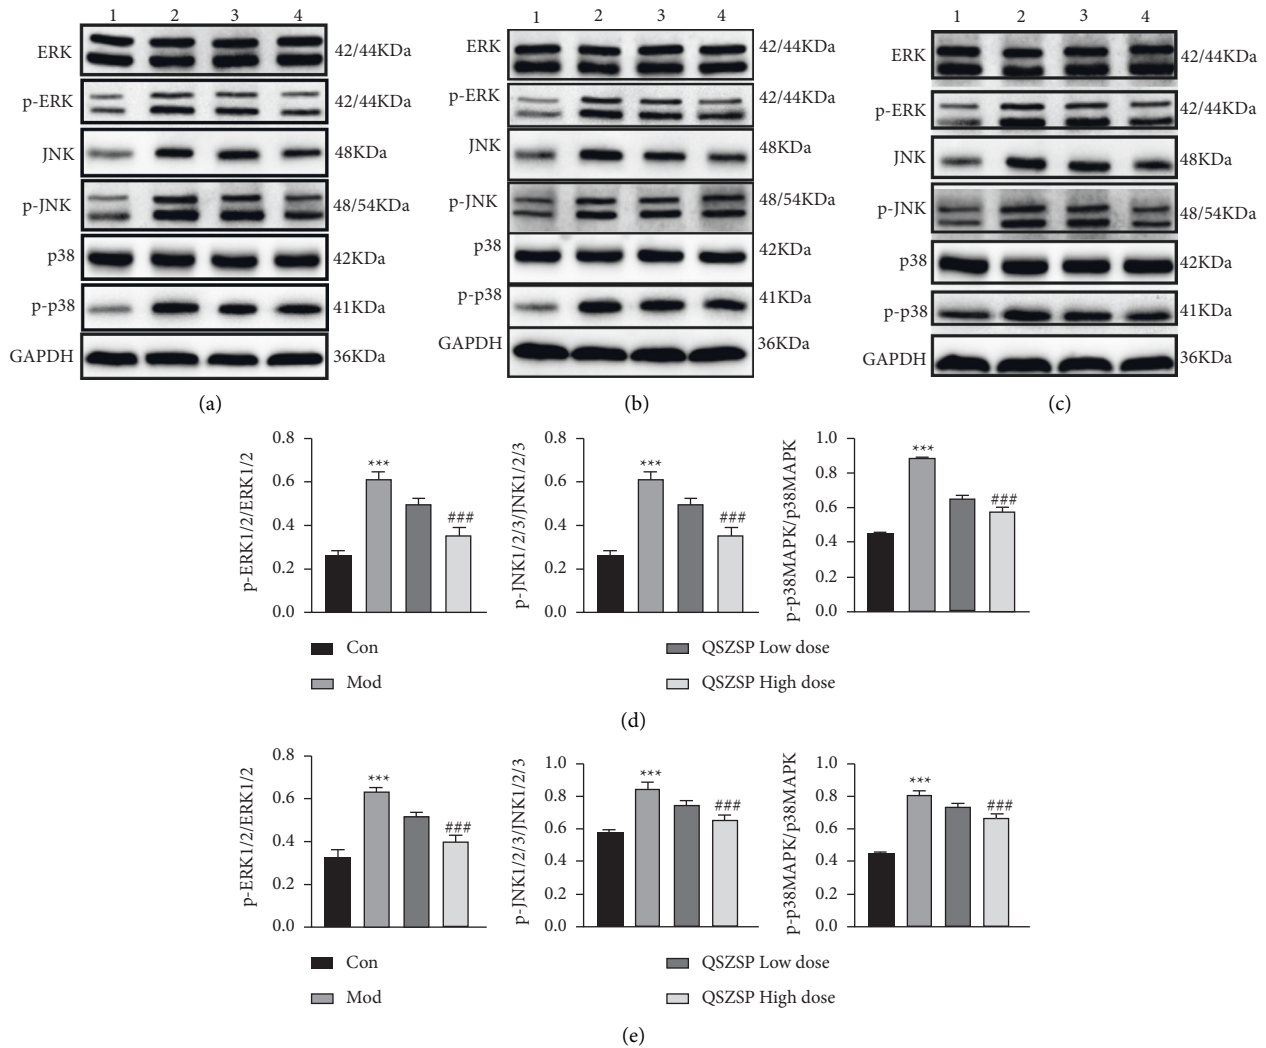 1 2 3 4
ERK 42/44KDa
p-ERK 42/44KDa
JNK 48KDa
p-JNK 48/54KDa
p38 42KDa
p-p38 41KDa
GAPDH 36KDa
(a)
1 2 3 4
ERK 42/44KDa
p-ERK 42/44KDa
JNK 48KDa
p-JNK 48/54KDa
p38 42KDa
p-p38 41KDa
GAPDH 36KDa
(b)
1 2 3 4
ERK 42/44KDa
p-ERK 42/44KDa
JNK 48KDa
p-JNK 48/54KDa
p38 42KDa
p-p38 41KDa
GAPDH 36KDa
(c)
p-ERK1/2/ERK1/2
0.8
0.6
0.4
0.2
0.0
***
###
p-JNK1/2/3/JNK1/2/3
0.8
0.6
0.4
0.2
0.0
***
###
p-p38MAPK/p38MAPK
1.0
0.8
0.6
0.4
0.2
0.0
***
###
Con
Mod
QSZSP Low dose
QSZSP High dose
(d)
p-ERK1/2/ERK1/2
0.8
0.6
0.4
0.2
0.0
***
###
p-JNK1/2/3/JNK1/2/3
1.0
0.8
0.6
0.4
0.2
0.0
***
###
p-p38MAPK/p38MAPK
1.0
0.8
0.6
0.4
0.2
0.0
***
###
Con
Mod
QSZSP Low dose
QSZSP High dose
(e)